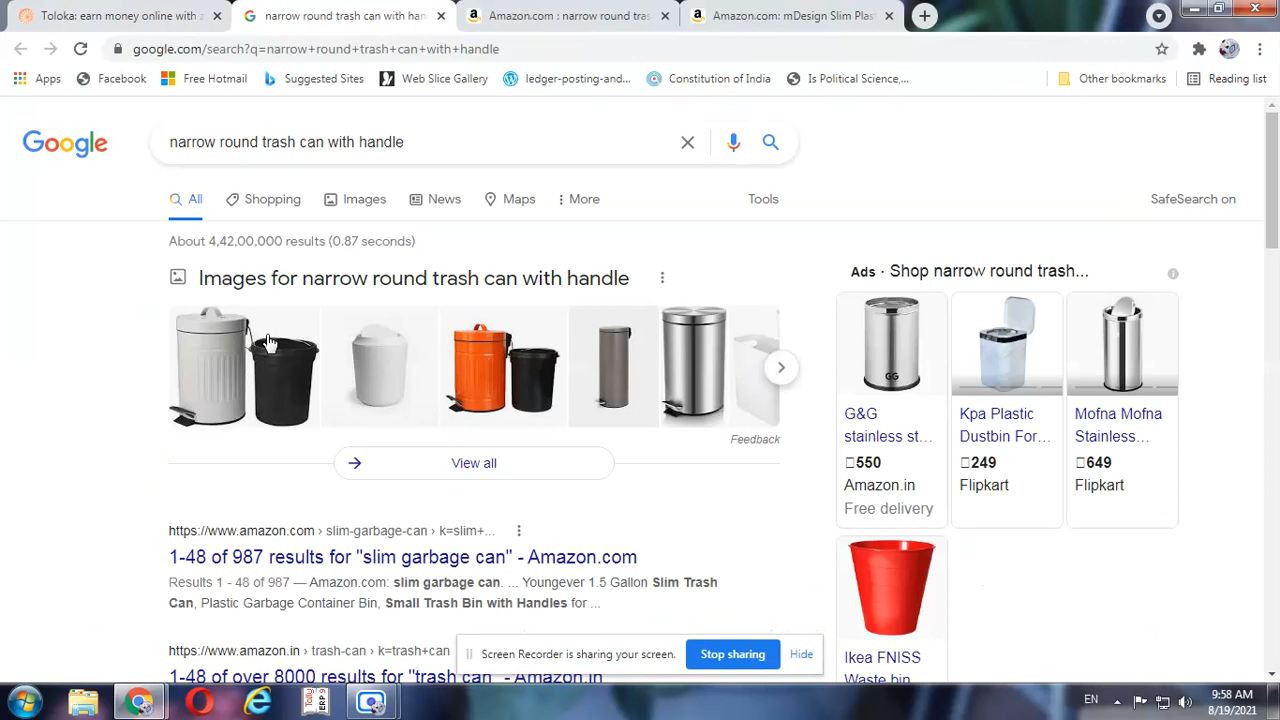 Toloka: earn money online with a
narrow round trash can with han
Amazon.com : narrow round tras
Amazon.com: mDesign Slim Plast
google.com/search?q=narrow+round+trash+can+with+handle
Apps
Facebook
Free Hotmail
Suggested Sites
Web Slice Gallery
ledger-posting-and...
Constitution of India
Is Political Science,...
Other bookmarks
Reading list
Google
narrow round trash can with handle
All
Shopping
Images
News
Maps
More
Tools
SafeSearch on
About 4,42,00,000 results (0.87 seconds)
Images for narrow round trash can with handle
Feedback
View all
https://www.amazon.com › slim-garbage-can › k=slim+...
1-48 of 987 results for "slim garbage can" - Amazon.com
Results 1 - 48 of 987 — Amazon.com: slim garbage can. ... Youngever 1.5 Gallon Slim Trash
Can, Plastic Garbage Container Bin, Small Trash Bin with Handles for ...
https://www.amazon.in › trash-can › k=trash+can
1-48 of over 8000 results for "trash can" - Amazon.in
Ads · Shop narrow round trash...
GG
G&G
stainless st...
550
Amazon.in
Free delivery
Kpa Plastic
Dustbin For...
249
Flipkart
Mofna Mofna
Stainless...
649
Flipkart
Ikea FNISS
Waste bin
Screen Recorder is sharing your screen.
Stop sharing
Hide
EN
9:58 AM
8/19/2021